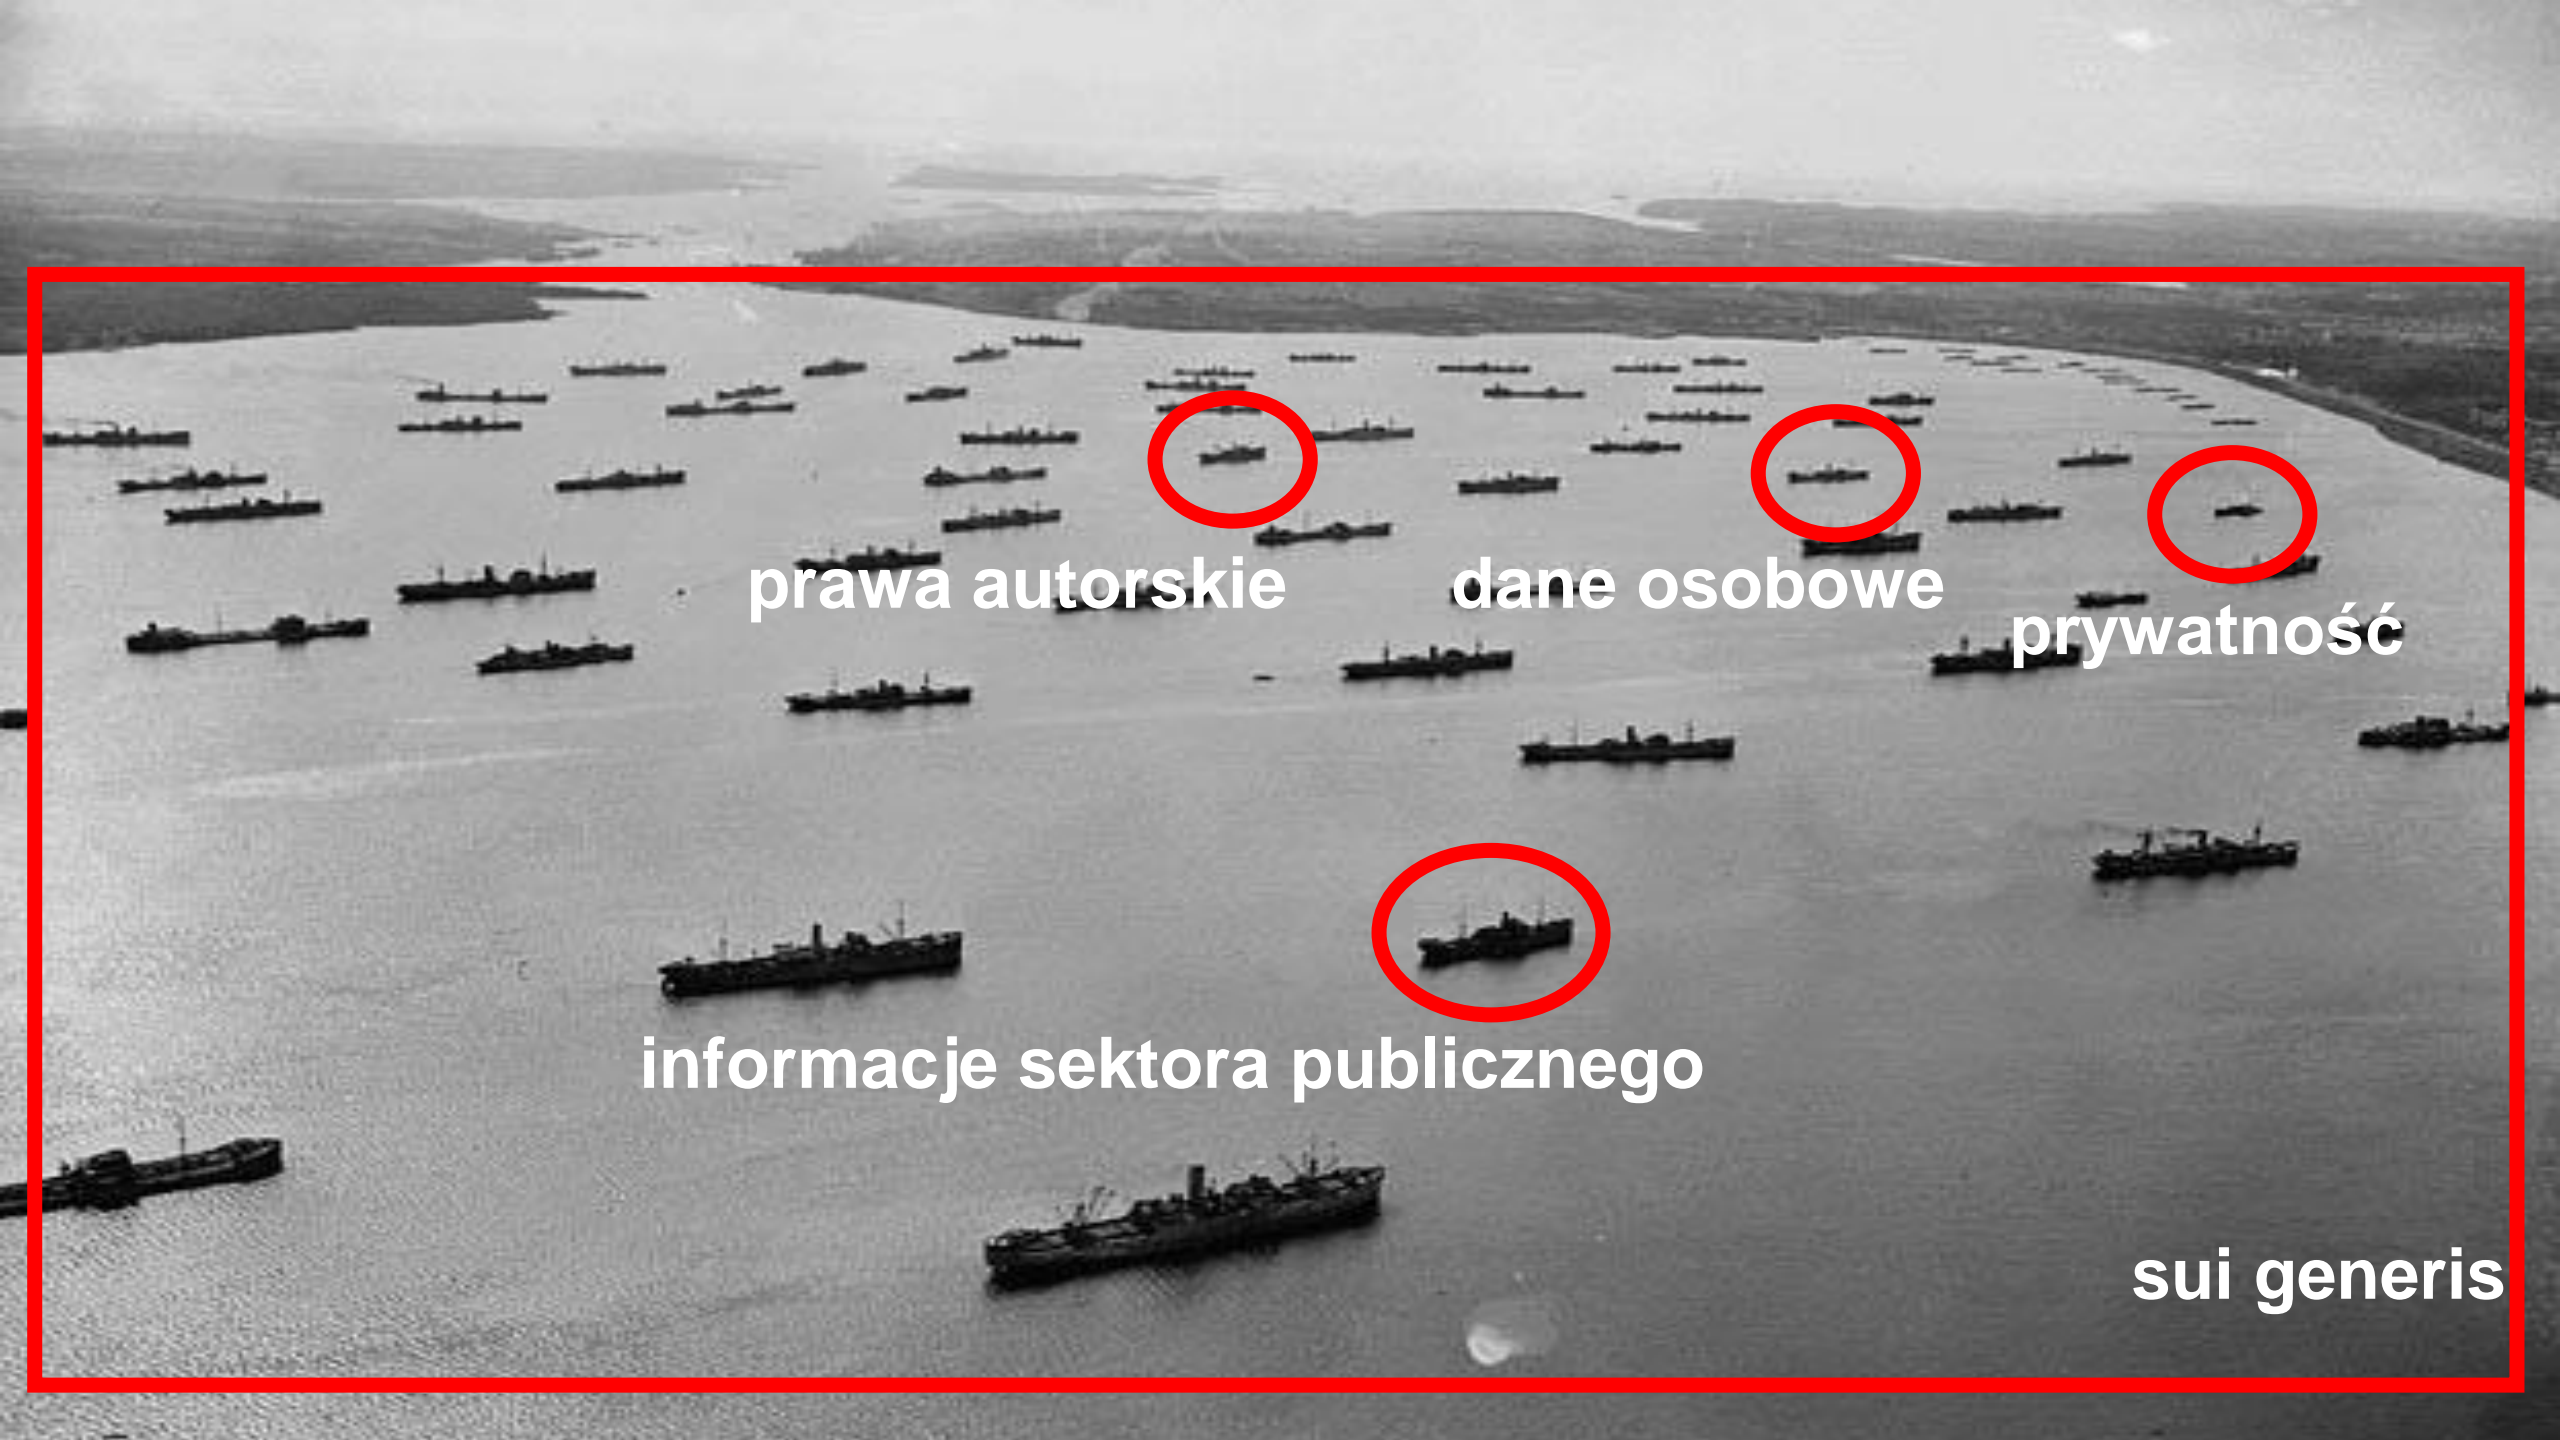 prawa autorskie
dane osobowe
prywatność
informacje sektora publicznego
sui generis